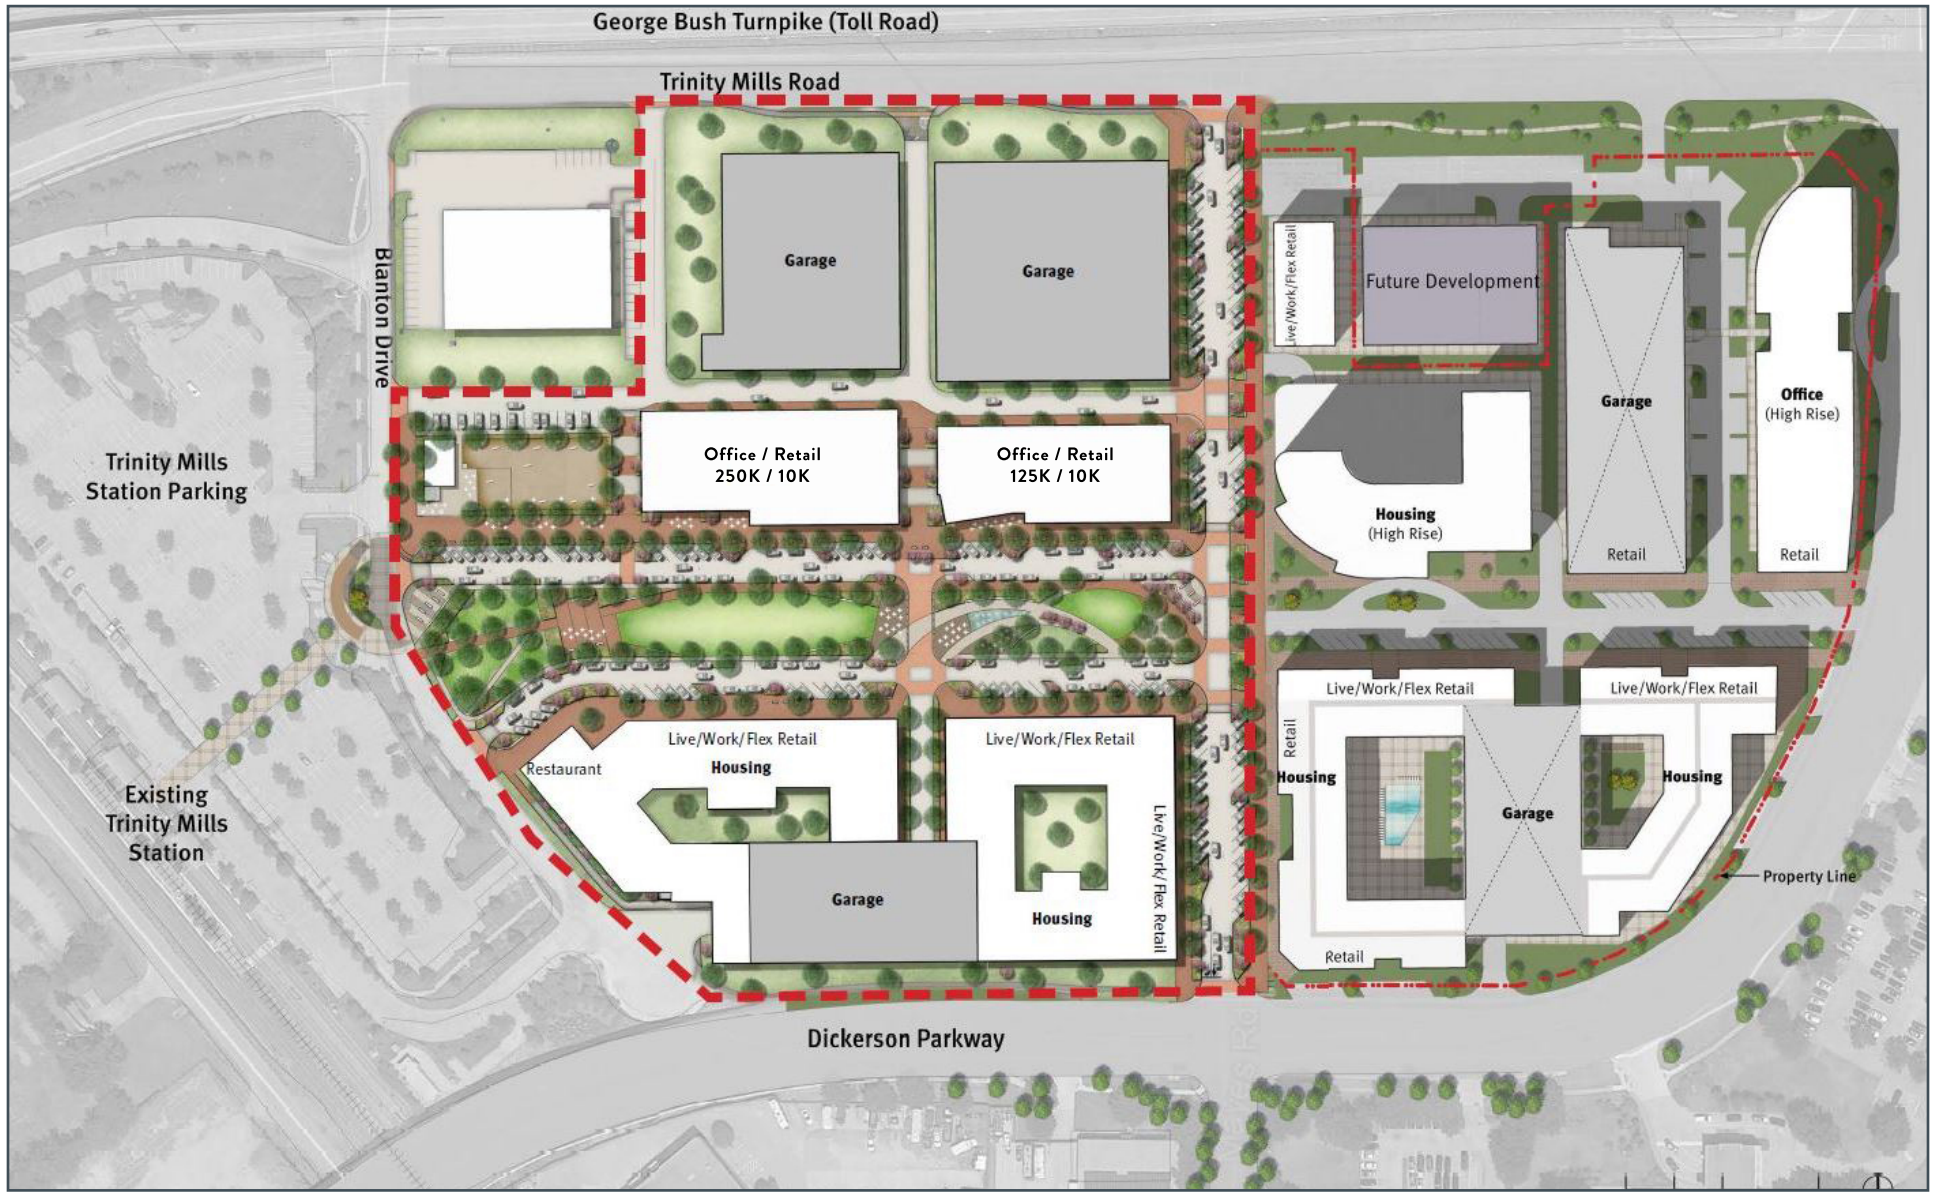 George Bush Turnpike (Toll Road)
Trinity Mills Road
Blanton Drive
Garage
Garage
Live/Work/Flex Retail
Future Development
Garage
Retail
Office
(High Rise)
Retail
Trinity Mills
Station Parking
Office / Retail
250K / 10K
Office / Retail
125K / 10K
Housing
(High Rise)
Live/Work/Flex Retail
Live/Work/Flex Retail
Retail
Housing
Housing
Garage
Retail
Property Line
Live/Work/Flex Retail
Housing
Restaurant
Garage
Live/Work/Flex Retail
Live/Work/Flex Retail
Housing
Existing
Trinity Mills
Station
Dickerson Parkway